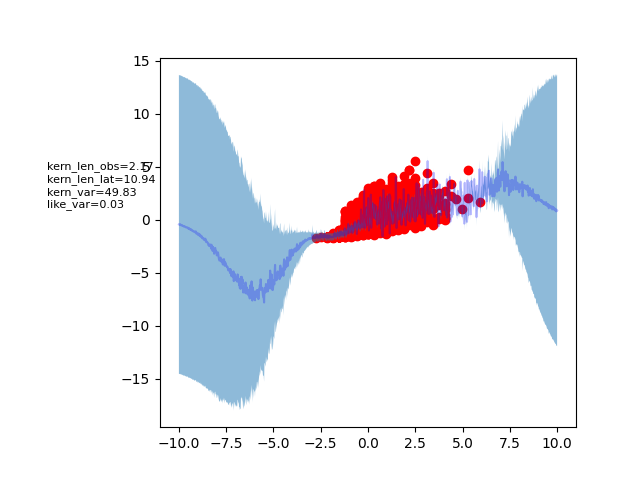 15
10
5
0
−5
−10
−15
kern_len_obs=2.17
kern_len_lat=10.94
kern_var=49.83
like_var=0.03
−10.0 −7.5 −5.0 −2.5 0.0 2.5 5.0 7.5 10.0